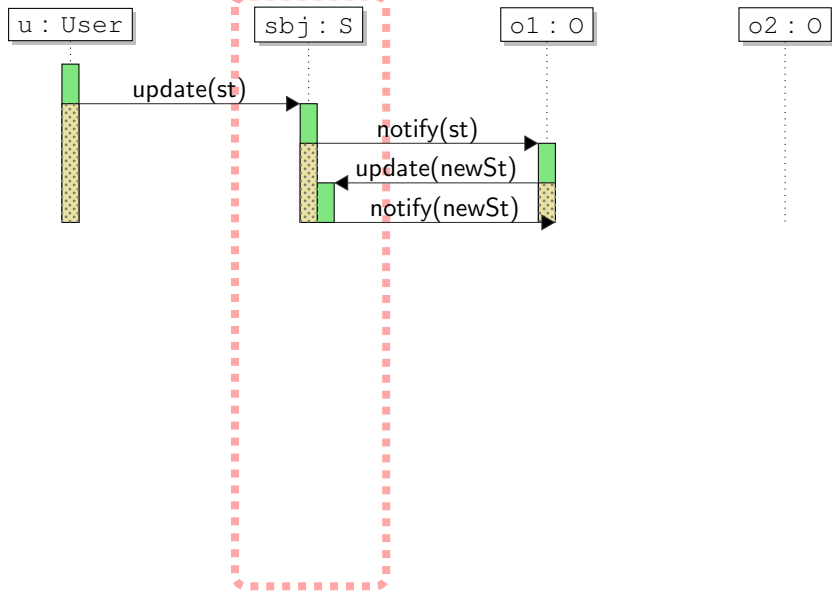 u : User
sbj : S
o1 : O
o2 : O
update(st)
notify(st)
update(newSt)
notify(newSt)